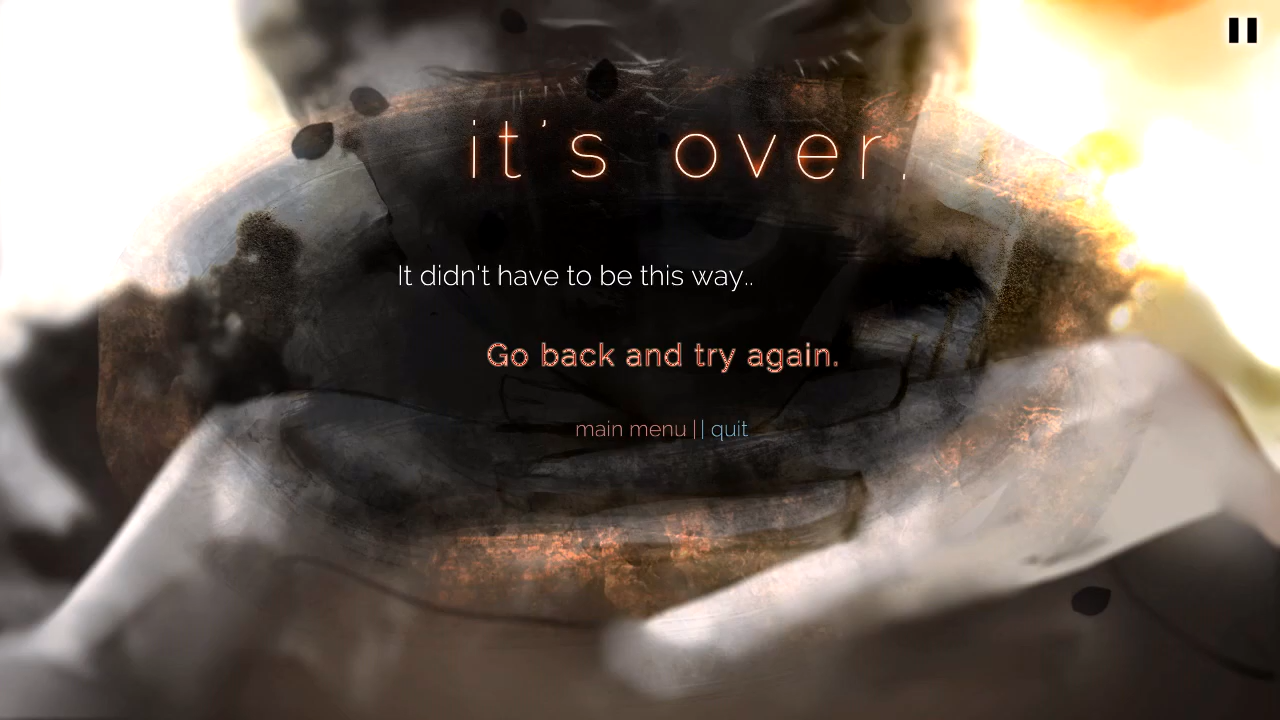 it's over.
It didn't have to be this way..
Go back and try again.
main menu || quit